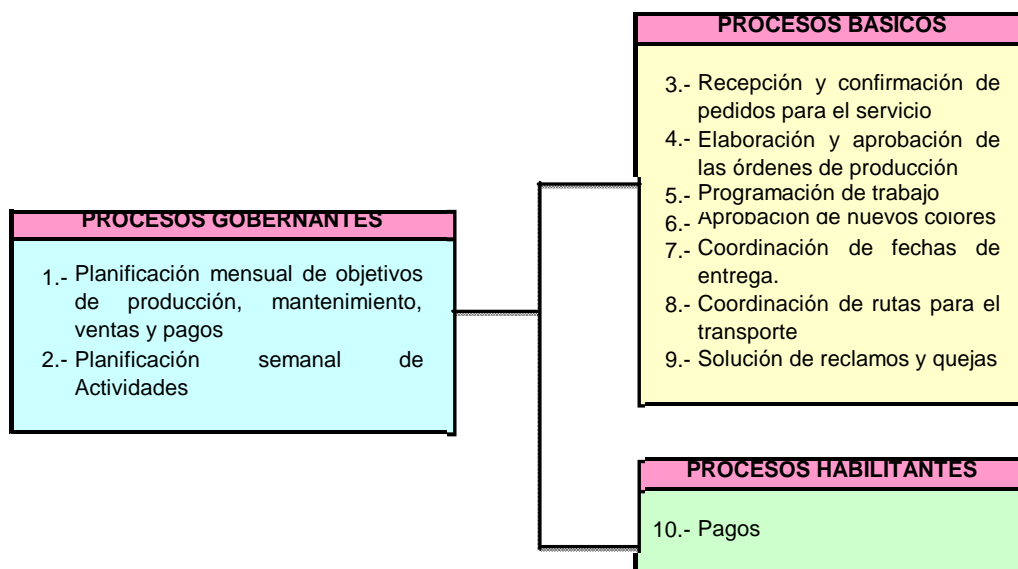 PROCESOS BASICOS
3.- Recepción y confirmación de
pedidos para el servicio
4.- Elaboración y aprobación de
las órdenes de producción
5.- Programación de trabajo
6.- Aprobación de nuevos colores
7.- Coordinación de fechas de
entrega.
8.- Coordinación de rutas para el
transporte
9.- Solución de reclamos y quejas
PROCESOS GOBERNANTES
1.- Planificación mensual de objetivos
de producción, mantenimiento,
ventas y pagos
2.- Planificación semanal de
Actividades
PROCESOS HABILITANTES
10.- Pagos